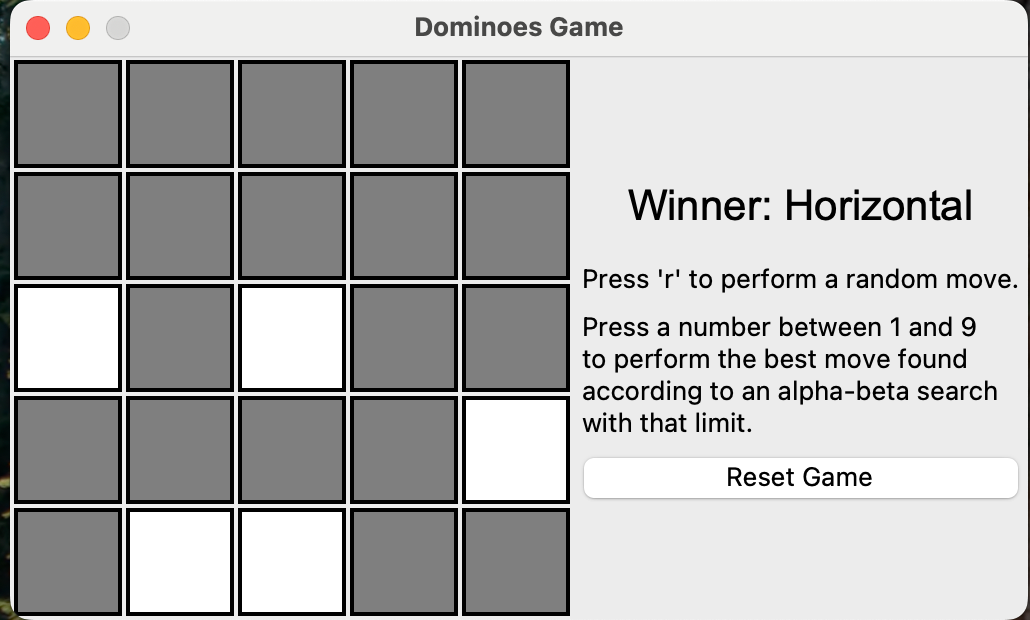 Dominoes Game
Winner: Horizontal
Press 'r' to perform a random move.
Press a number between 1 and 9
to perform the best move found
according to an alpha-beta search
with that limit.
Reset Game